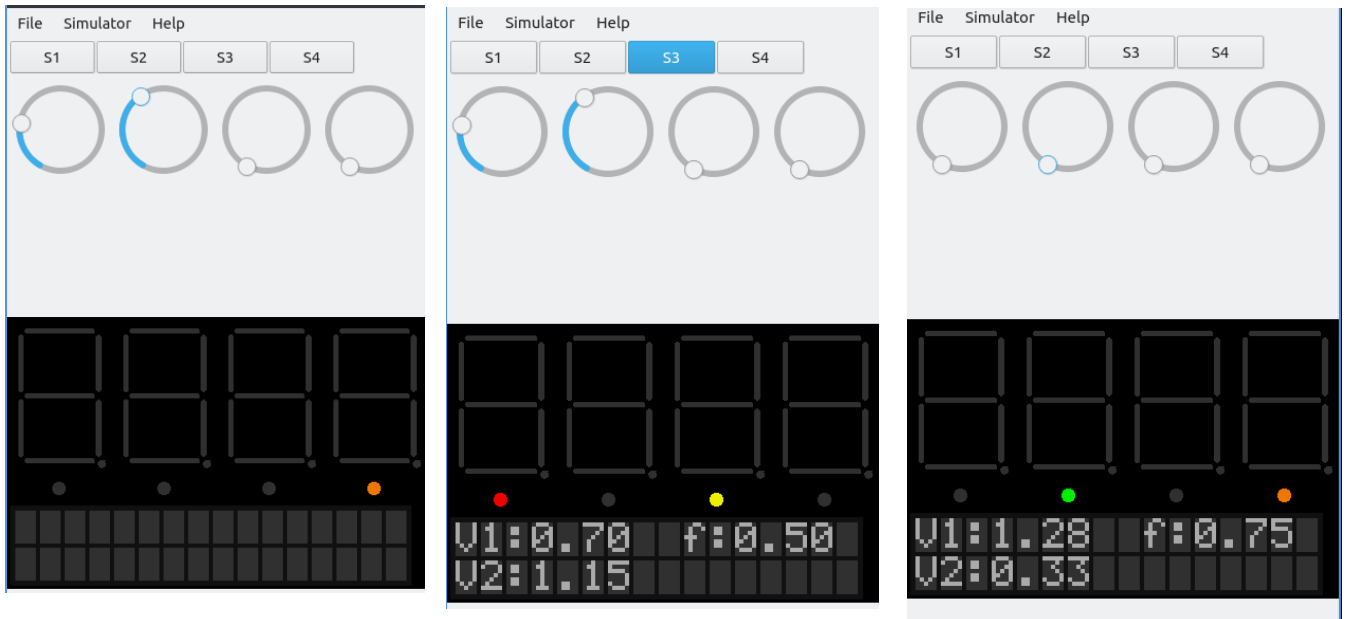 File Simulator Help
S1 S2 S3 S4
File Simulator Help
S1 S2 S3 S4
V1:0.70 f:0.50
V2:1.15
File Simulator Help
S1 S2 S3 S4
V1:1.28 f:0.75
V2:0.33